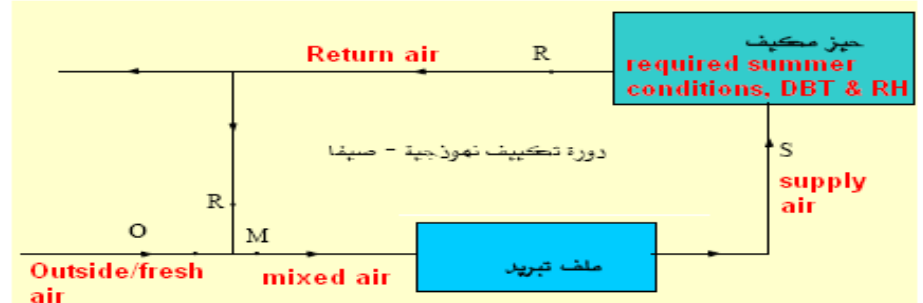 حيز مكيف
required summer
conditions, DBT & RH
Return air
R
دورة تكييف نموذجية - صيفا
S
supply
air
R
O
M
Outside/fresh
air
mixed air
ملف تبريد